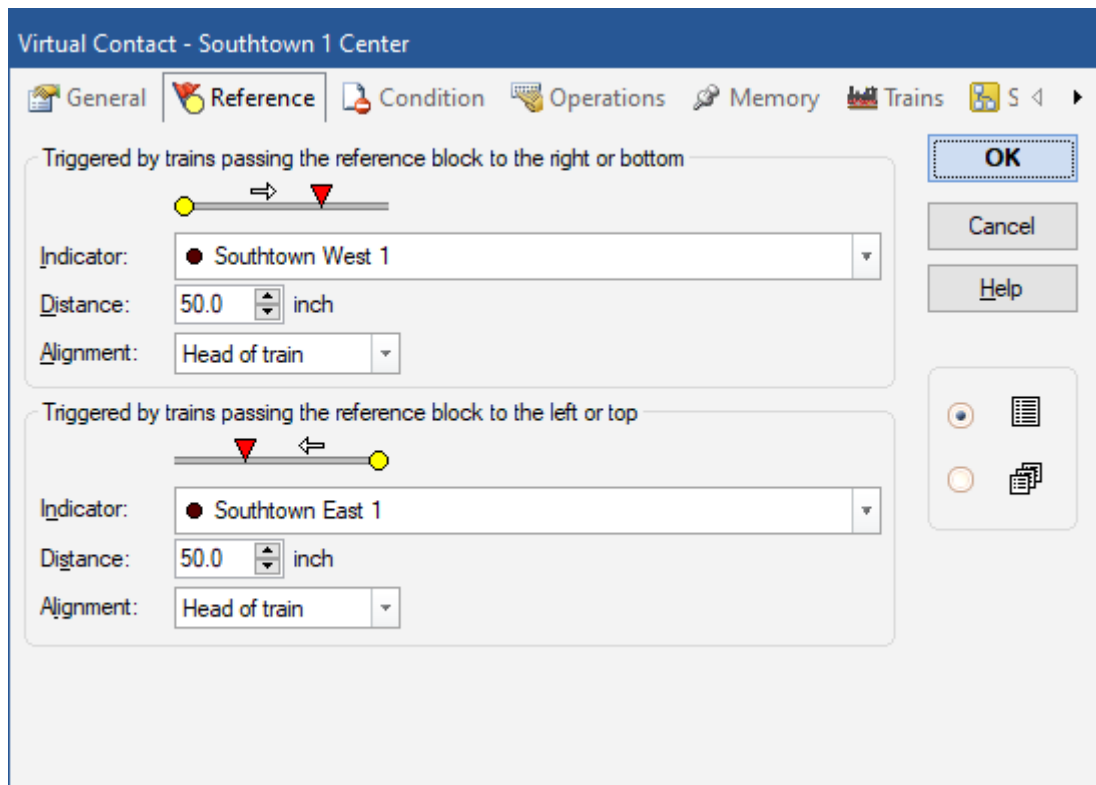 Virtual Contact - Southtown 1 Center
General Reference Condition Operations Memory Trains S
Triggered by trains passing the reference block to the right or bottom
OK
Cancel
Help
Indicator: Southtown West 1
Distance: 50.0 inch
Alignment: Head of train
Triggered by trains passing the reference block to the left or top
Indicator: Southtown East 1
Distance: 50.0 inch
Alignment: Head of train